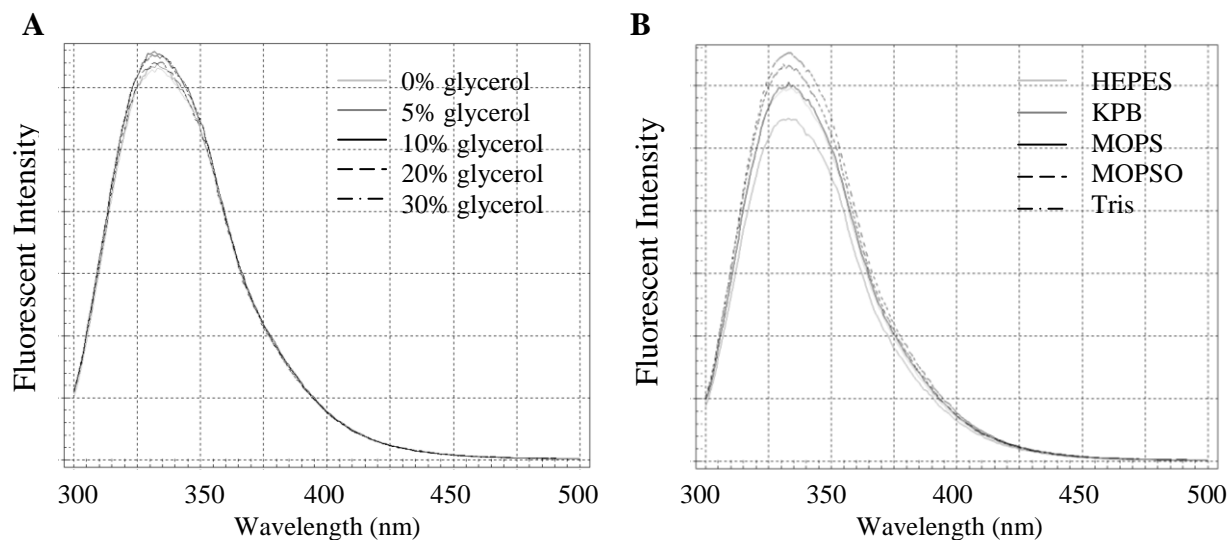 A
Fluorescent Intensity
0% glycerol
5% glycerol
10% glycerol
20% glycerol
30% glycerol
300 350 400 450 500
Wavelength (nm)
B
Fluorescent Intensity
HEPES
KPB
MOPS
MOPSO
Tris
300 350 400 450 500
Wavelength (nm)